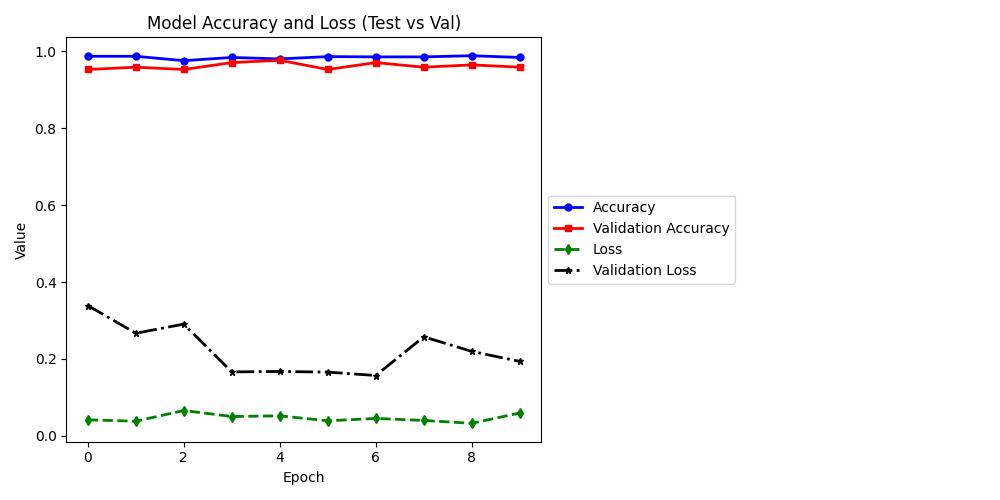 Model Accuracy and Loss (Test vs Val)
1.0
0.8
0.6
0.4
0.2
0.0
Value
0 2 4 6 8
Epoch
Accuracy
Validation Accuracy
Loss
Validation Loss